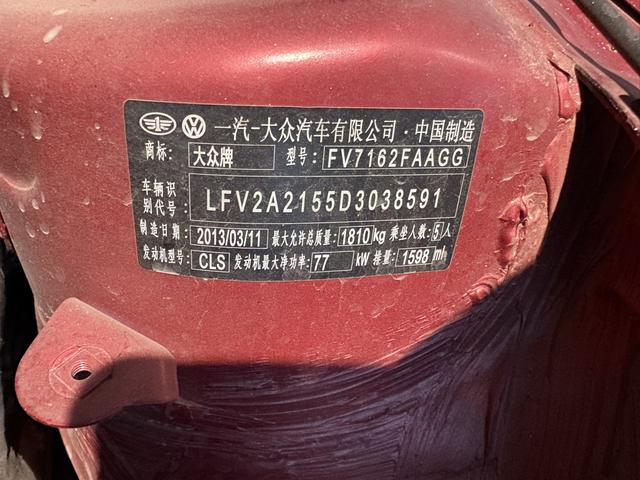 一汽-大众汽车有限公司·中国制造
商标: 大众牌 型号: FV7162FAAGG
车辆识
别代号: LFV2A2155D3038591
制造日期: 2013/03/11 最大允许总质量: 1810 kg 乘坐人数: 5 人
发动机型号: CLS 发动机最大净功率: 77 kW 排量: 1598 ml